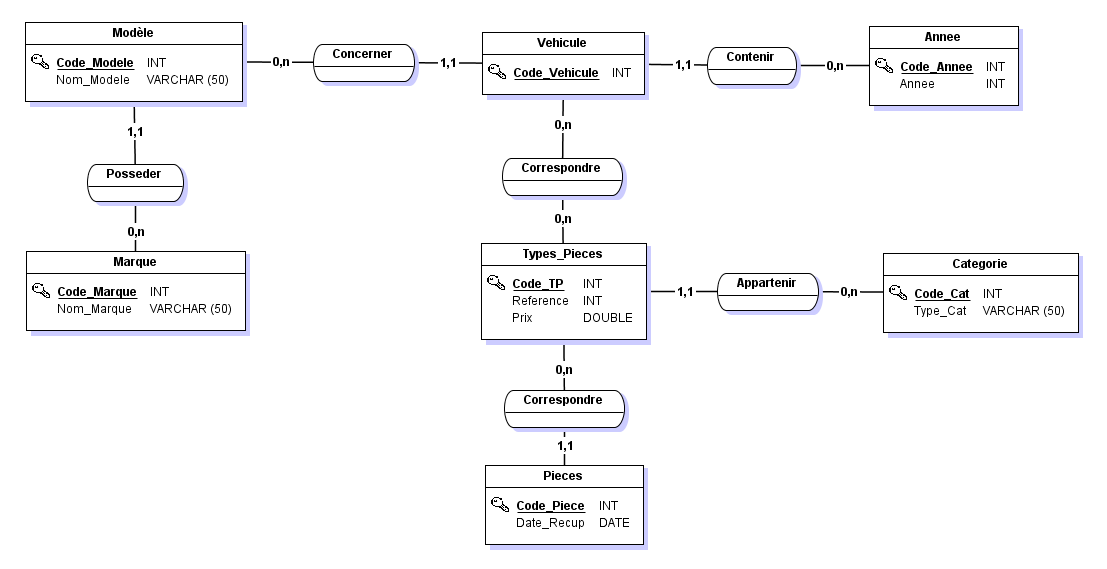 Modèle
Code_Modele INT
Nom_Modele VARCHAR (50)
0,n
Concerner
1,1
Vehicule
Code_Vehicule INT
1,1
Contenir
0,n
Annee
Code_Annee INT
Annee INT
1,1
Posseder
0,n
Marque
Code_Marque INT
Nom_Marque VARCHAR (50)
0,n
Correspondre
0,n
Types_Pieces
Code_TP INT
Reference INT
Prix DOUBLE
1,1
Appartenir
0,n
Categorie
Code_Cat INT
Type_Cat VARCHAR (50)
0,n
Correspondre
1,1
Pieces
Code_Piece INT
Date_Recup DATE